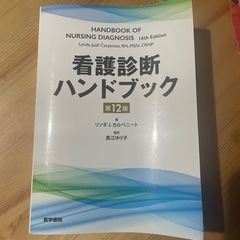 HANDBOOK OF
NURSING DIAGNOSIS 16th Edition
Lynda Juall Carpenito, RN, MSN, CRNP
看護診断
ハンドブック
第12版
著
リンダ J.カルペニート
監訳
黒江ゆり子
医学書院